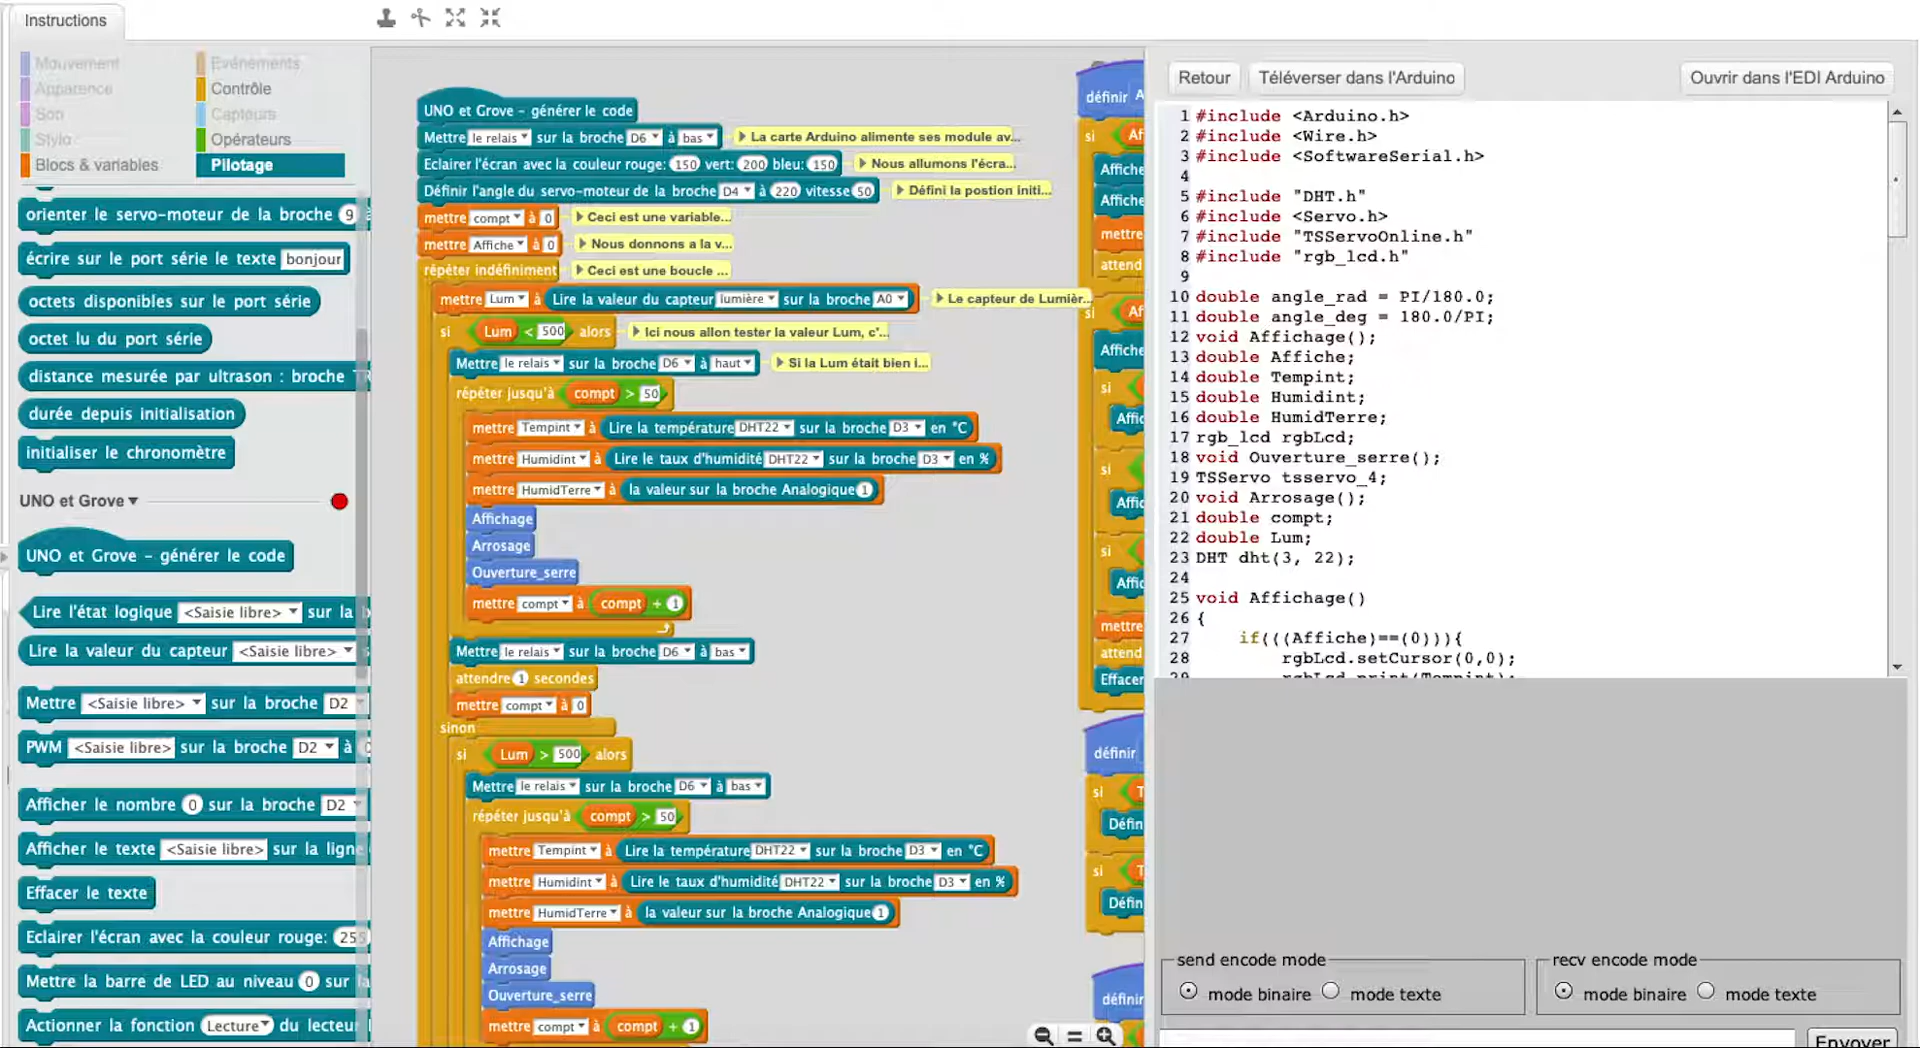 Instructions
Mouvement
Evénements
Apparence
Contrôle
Son
Capteurs
Stylo
Opérateurs
Blocs & variables
Pilotage
orienter le servo-moteur de la broche 9 à
écrire sur le port série le texte bonjour
octets disponibles sur le port série
octet lu du port série
distance mesurée par ultrason : broche
durée depuis initialisation
initialiser le chronomètre
UNO et Grove
UNO et Grove - générer le code
Lire l'état logique <Saisie libre> sur la
Lire la valeur du capteur <Saisie libre>
Mettre <Saisie libre> sur la broche D2
PWM <Saisie libre> sur la broche D2 à
Afficher le nombre 0 sur la broche D2
Afficher le texte <Saisie libre> sur la ligne
Effacer le texte
Eclairer l'écran avec la couleur rouge: 255
Mettre la barre de LED au niveau 0 sur
Actionner la fonction Lecture du lecteur
UNO et Grove - générer le code
Mettre le relais sur la broche D6 à bas La carte Arduino alimente ses module av...
Eclairer l'écran avec la couleur rouge: 150 vert: 200 bleu: 150 Nous allumons l'écra...
Définir l'angle du servo-moteur de la broche D4 à 220 vitesse 50 Défini la postion initi...
mettre compt à 0 Ceci est une variable...
mettre Affiche à 0 Nous donnons a la v...
répéter indéfiniment Ceci est une boucle ...
mettre Lum à Lire la valeur du capteur lumière sur la broche A0 Le capteur de Lumièr...
si Lum < 500 alors Ici nous allon tester la valeur Lum, c'...
Mettre le relais sur la broche D6 à haut Si la Lum était bien i...
répéter jusqu'à compt > 50
mettre Tempint à Lire la température DHT22 sur la broche D3 en °C
mettre Humidint à Lire le taux d'humidité DHT22 sur la broche D3 en %
mettre HumidTerre à la valeur sur la broche Analogique 1
Affichage
Arrosage
Ouverture_serre
mettre compt à compt + 1
Mettre le relais sur la broche D6 à bas
attendre 1 secondes
mettre compt à 0
sinon
si Lum > 500 alors
Mettre le relais sur la broche D6 à bas
répéter jusqu'à compt > 50
mettre Tempint à Lire la température DHT22 sur la broche D3 en °C
mettre Humidint à Lire le taux d'humidité DHT22 sur la broche D3 en %
mettre HumidTerre à la valeur sur la broche Analogique 1
Affichage
Arrosage
Ouverture_serre
mettre compt à compt + 1
définir A
si Af
Affiche
Affiche
mettre
attend
si Af
Affiche
si
Affic
si
Affic
si
Affic
mettre
attend
Effacer
définir
si T
Défin
si T
Défin
définir
Retour
Téléverser dans l'Arduino
Ouvrir dans l'EDI Arduino
1 #include <Arduino.h>
2 #include <Wire.h>
3 #include <SoftwareSerial.h>
4
5 #include "DHT.h"
6 #include <Servo.h>
7 #include "TSServoOnline.h"
8 #include "rgb_lcd.h"
9
10 double angle_rad = PI/180.0;
11 double angle_deg = 180.0/PI;
12 void Affichage();
13 double Affiche;
14 double Tempint;
15 double Humidint;
16 double HumidTerre;
17 rgb_lcd rgbLcd;
18 void Ouverture_serre();
19 TSServo tsservo_4;
20 void Arrosage();
21 double compt;
22 double Lum;
23 DHT dht(3, 22);
24
25 void Affichage()
26 {
27 if(((Affiche)==(0))){
28 rgbLcd.setCursor(0,0);
29 rgbLcd.print(Tempint);
send encode mode
mode binaire
mode texte
recv encode mode
mode binaire
mode texte
Envoyer